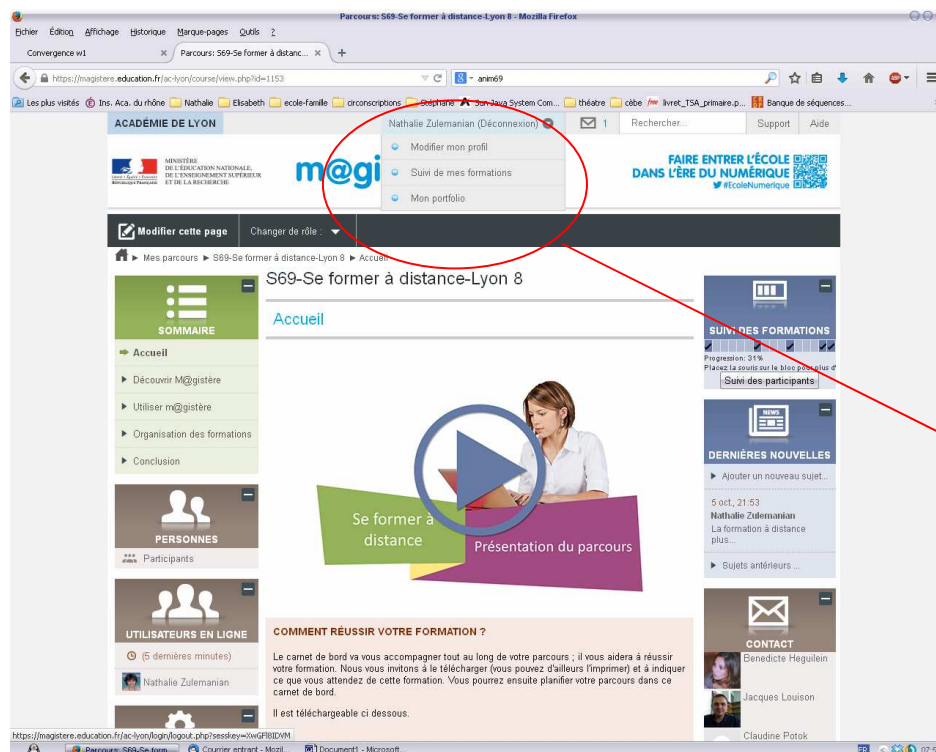 Parcours: S69-Se former à distance-Lyon 8 - Mozilla Firefox
Fichier Édition Affichage Historique Marque-pages Outils ?
Convergence w1 × Parcours: S69-Se former à distanc... × +
https://magistere.education.fr/ac-lyon/course/view.php?id=1153 anim69
Les plus visités Ins. Aca. du rhône Nathalie Elisabeth ecole-famille circonscriptions Stéphane Sun Java System Com... théatre cèbe livret_TSA_primaire.p... Banque de séquences...
ACADÉMIE DE LYON Nathalie Zulemanian (Déconnexion) 1 Rechercher... Support Aide
Modifier mon profil
Suivi de mes formations
Mon portfolio
MINISTÈRE
DE L'ÉDUCATION NATIONALE,
DE L'ENSEIGNEMENT SUPÉRIEUR
ET DE LA RECHERCHE
m@gi
FAIRE ENTRER L'ÉCOLE
DANS L'ÈRE DU NUMÉRIQUE
#EcoleNumerique
Modifier cette page Changer de rôle :
Mes parcours ► S69-Se former à distance-Lyon 8 ► Accueil
SOMMAIRE
Accueil
Découvrir M@gistère
Utiliser m@gistère
Organisation des formations
Conclusion
PERSONNES
Participants
UTILISATEURS EN LIGNE
(5 dernières minutes)
Nathalie Zulemanian
S69-Se former à distance-Lyon 8
Accueil
Se former à
distance
Présentation du parcours
COMMENT RÉUSSIR VOTRE FORMATION ?
Le carnet de bord va vous accompagner tout au long de votre parcours ; il vous aidera à réussir
votre formation. Nous vous invitons à le télécharger (vous pouvez d'ailleurs l'imprimer) et à indiquer
ce que vous attendez de cette formation. Vous pourrez ensuite planifier votre parcours dans ce
carnet de bord.
Il est téléchargeable ci dessous.
SUIVI DES FORMATIONS
Progression: 31%
Placez la souris sur le bloc pour plus d'
Suivi des participants
NEWS
DERNIÈRES NOUVELLES
Ajouter un nouveau sujet...
5 oct., 21:53
Nathalie Zulemanian
La formation à distance
plus...
Sujets antérieurs ...
CONTACT
Benedicte Heguilein
Jacques Louison
Claudine Potok
Parcours: S69-Se form... Courrier entrant - Mozil... Document1 - Microsoft... FR